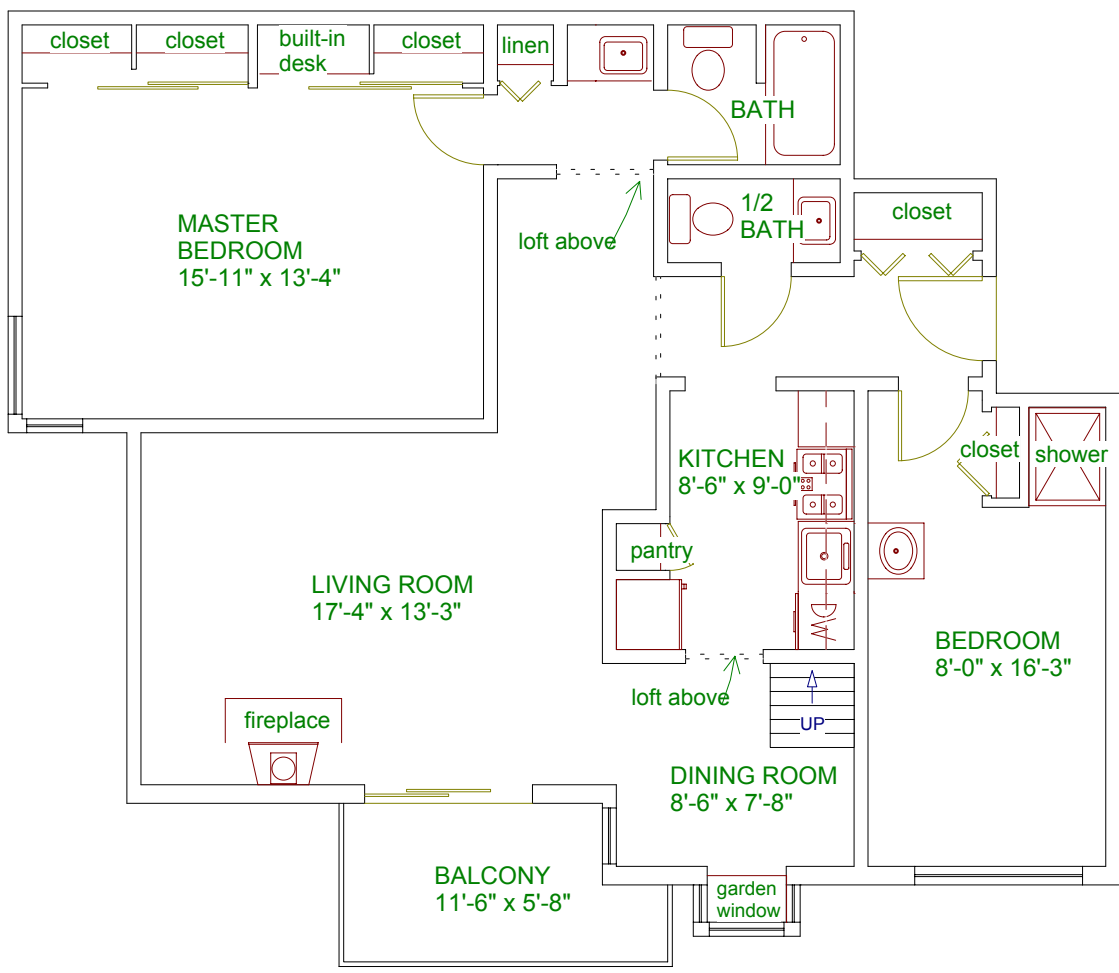 closet
closet
built-in
desk
closet
linen
BATH
MASTER
BEDROOM
15'-11" x 13'-4"
loft above
1/2
BATH
closet
KITCHEN
8'-6" x 9'-0"
closet
shower
pantry
LIVING ROOM
17'-4" x 13'-3"
DW
BEDROOM
8'-0" x 16'-3"
loft above
UP
fireplace
DINING ROOM
8'-6" x 7'-8"
BALCONY
11'-6" x 5'-8"
garden
window